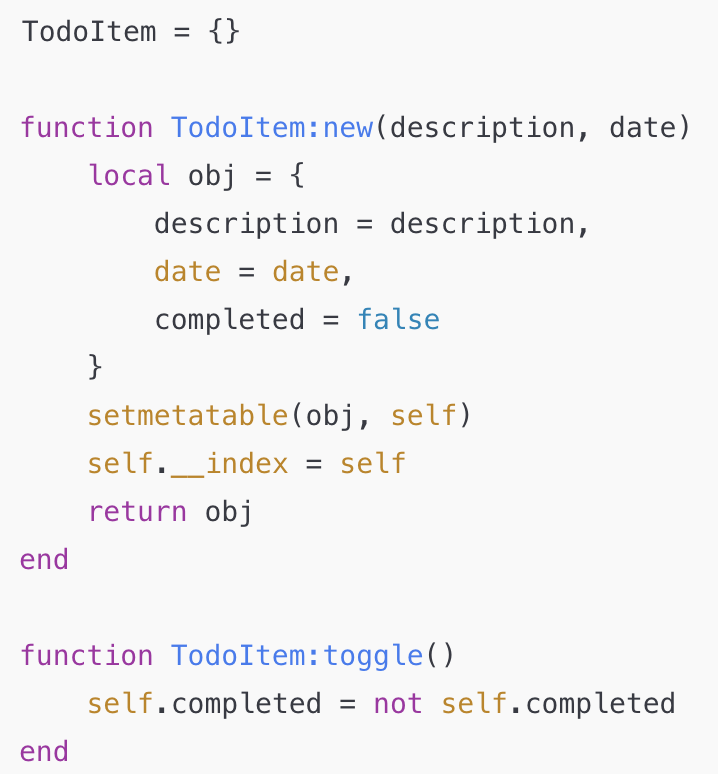 TodoItem = {}

function TodoItem:new(description, date)
    local obj = {
        description = description,
        date = date,
        completed = false
    }
    setmetatable(obj, self)
    self.__index = self
    return obj
end

function TodoItem:toggle()
    self.completed = not self.completed
end